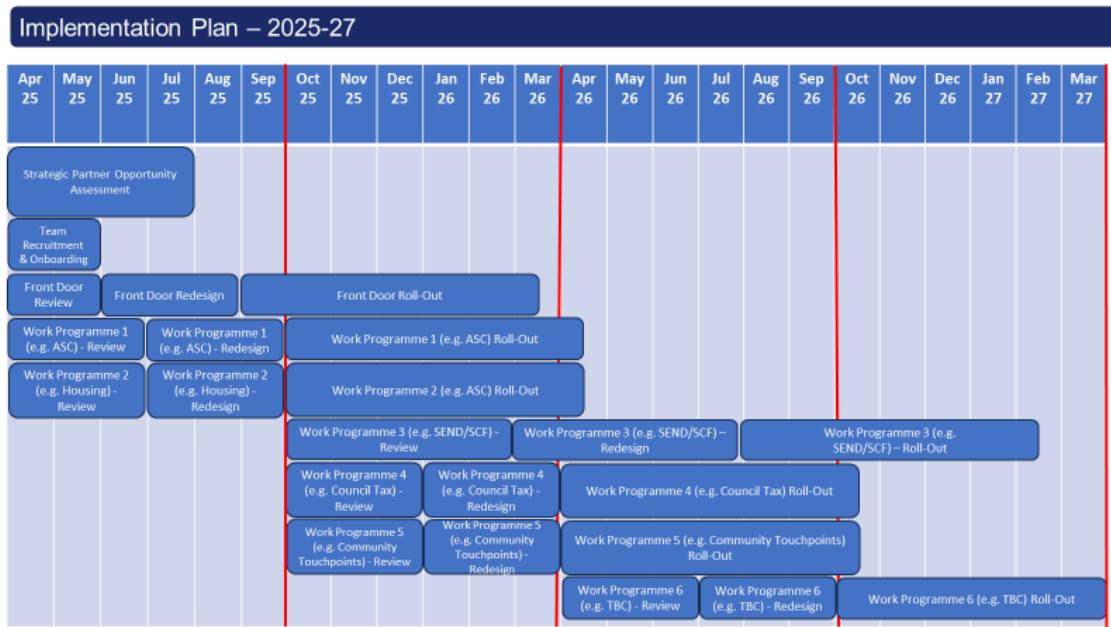 Implementation Plan – 2025-27
Apr May Jun Jul Aug Sep Oct Nov Dec Jan Feb Mar Apr May Jun Jul Aug Sep Oct Nov Dec Jan Feb Mar
25 25 25 25 25 25 25 25 25 26 26 26 26 26 26 26 26 26 26 26 26 27 27 27
Strategic Partner Opportunity
Assessment
Team
Recruitment
& Onboarding
Front Door
Review
Front Door Redesign
Front Door Roll-Out
Work Programme 1
(e.g. ASC) - Review
Work Programme 1
(e.g. ASC) - Redesign
Work Programme 1 (e.g. ASC) Roll-Out
Work Programme 2
(e.g. Housing) -
Review
Work Programme 2
(e.g. Housing) -
Redesign
Work Programme 2 (e.g. ASC) Roll-Out
Work Programme 3 (e.g. SEND/SCF) -
Review
Work Programme 3 (e.g. SEND/SCF) –
Redesign
Work Programme 3 (e.g.
SEND/SCF) – Roll-Out
Work Programme 4
(e.g. Council Tax) -
Review
Work Programme 4
(e.g. Council Tax) -
Redesign
Work Programme 4 (e.g. Council Tax) Roll-Out
Work Programme 5
(e.g. Community
Touchpoints) - Review
Work Programme 5
(e.g. Community
Touchpoints) -
Redesign
Work Programme 5 (e.g. Community Touchpoints)
Roll-Out
Work Programme 6
(e.g. TBC) - Review
Work Programme 6
(e.g. TBC) - Redesign
Work Programme 6 (e.g. TBC) Roll-Out